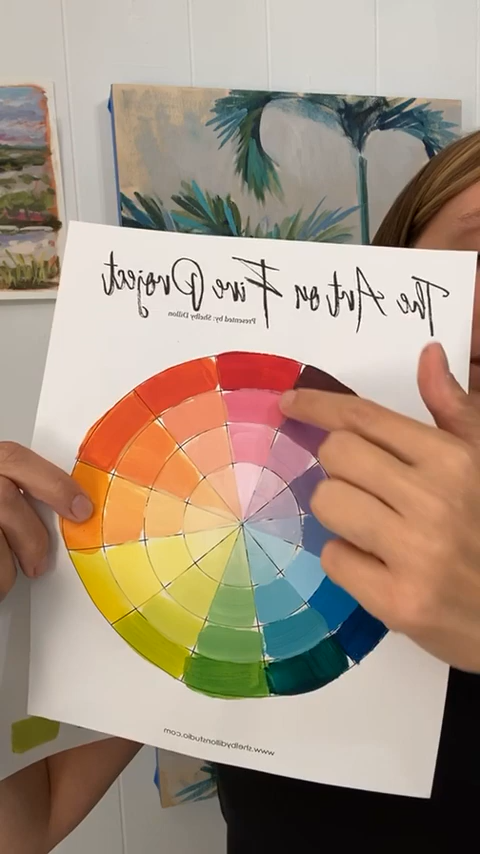 The Art on Fire Project
Presented by: Shelby Dillon
www.shelbydillonstudio.com